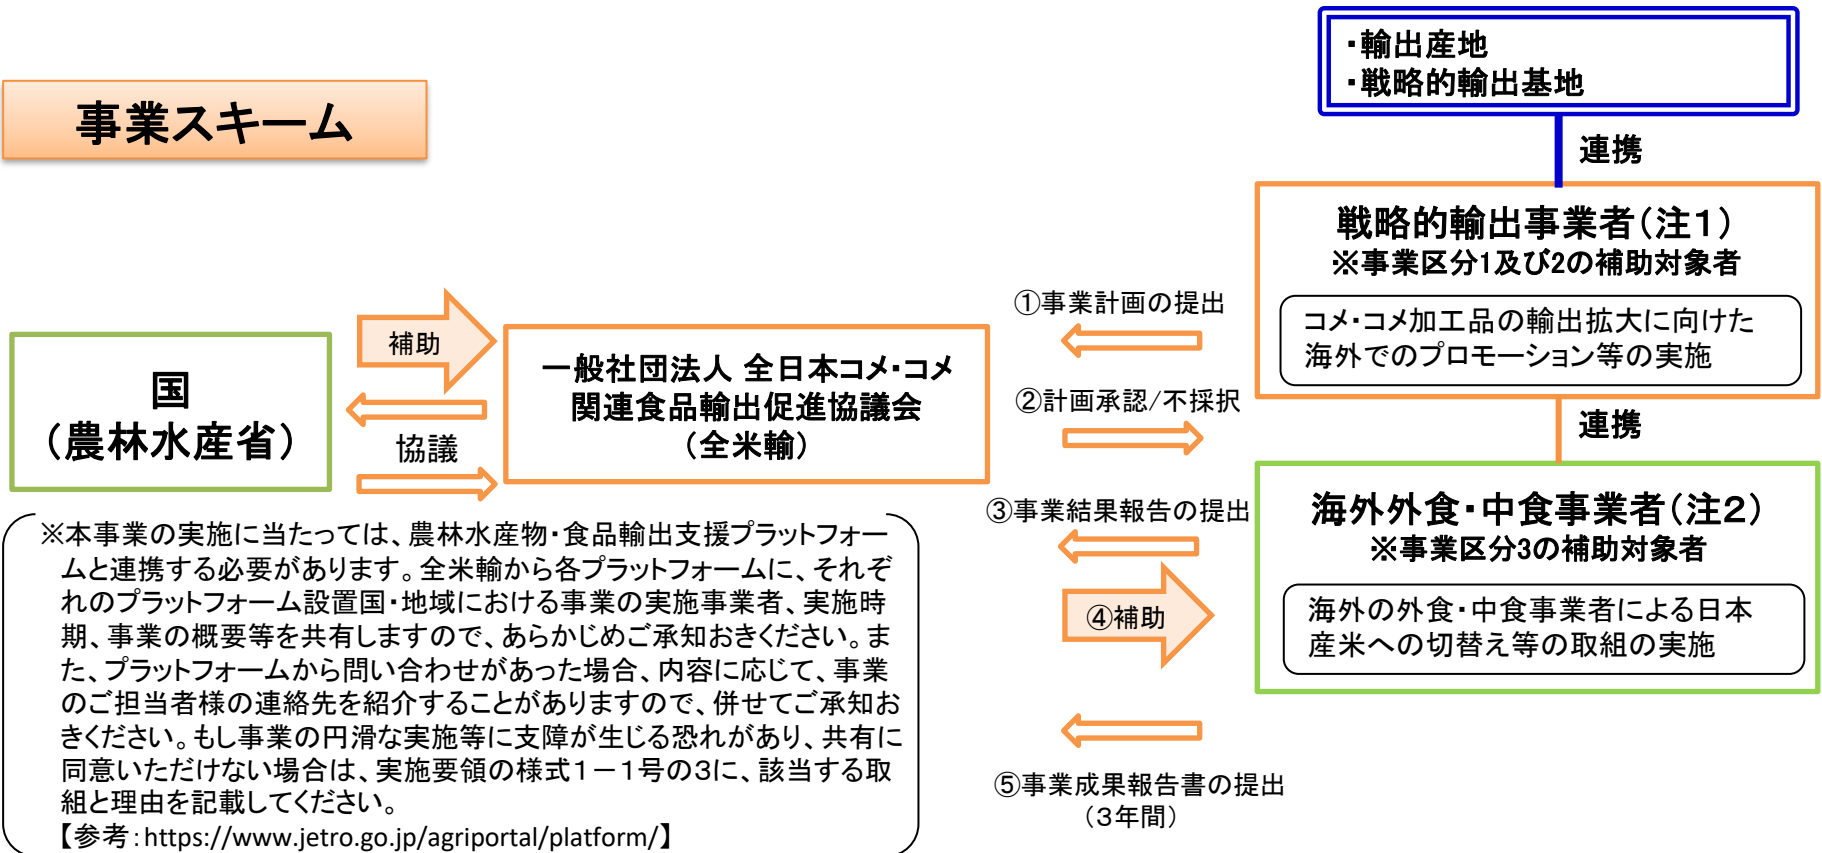 事業スキーム
・輸出産地
・戦略的輸出基地
連携
戦略的輸出事業者（注１）
※事業区分1及び2の補助対象者
コメ・コメ加工品の輸出拡大に向けた
海外でのプロモーション等の実施
連携
海外外食・中食事業者（注２）
※事業区分3の補助対象者
海外の外食・中食事業者による日本
産米への切替え等の取組の実施
国
（農林水産省）
補助
協議
一般社団法人 全日本コメ・コメ
関連食品輸出促進協議会
（全米輸）
①事業計画の提出
②計画承認/不採択
③事業結果報告の提出
④補助
⑤事業成果報告書の提出
（３年間）
※本事業の実施に当たっては、農林水産物・食品輸出支援プラットフォー
ムと連携する必要があります。全米輸から各プラットフォームに、それぞ
れのプラットフォーム設置国・地域における事業の実施事業者、実施時
期、事業の概要等を共有しますので、あらかじめご承知おきください。ま
た、プラットフォームから問い合わせがあった場合、内容に応じて、事業
のご担当者様の連絡先を紹介することがありますので、併せてご承知お
きください。もし事業の円滑な実施等に支障が生じる恐れがあり、共有に
同意いただけない場合は、実施要領の様式１－１号の３に、該当する取
組と理由を記載してください。
【参考：https://www.jetro.go.jp/agriportal/platform/】